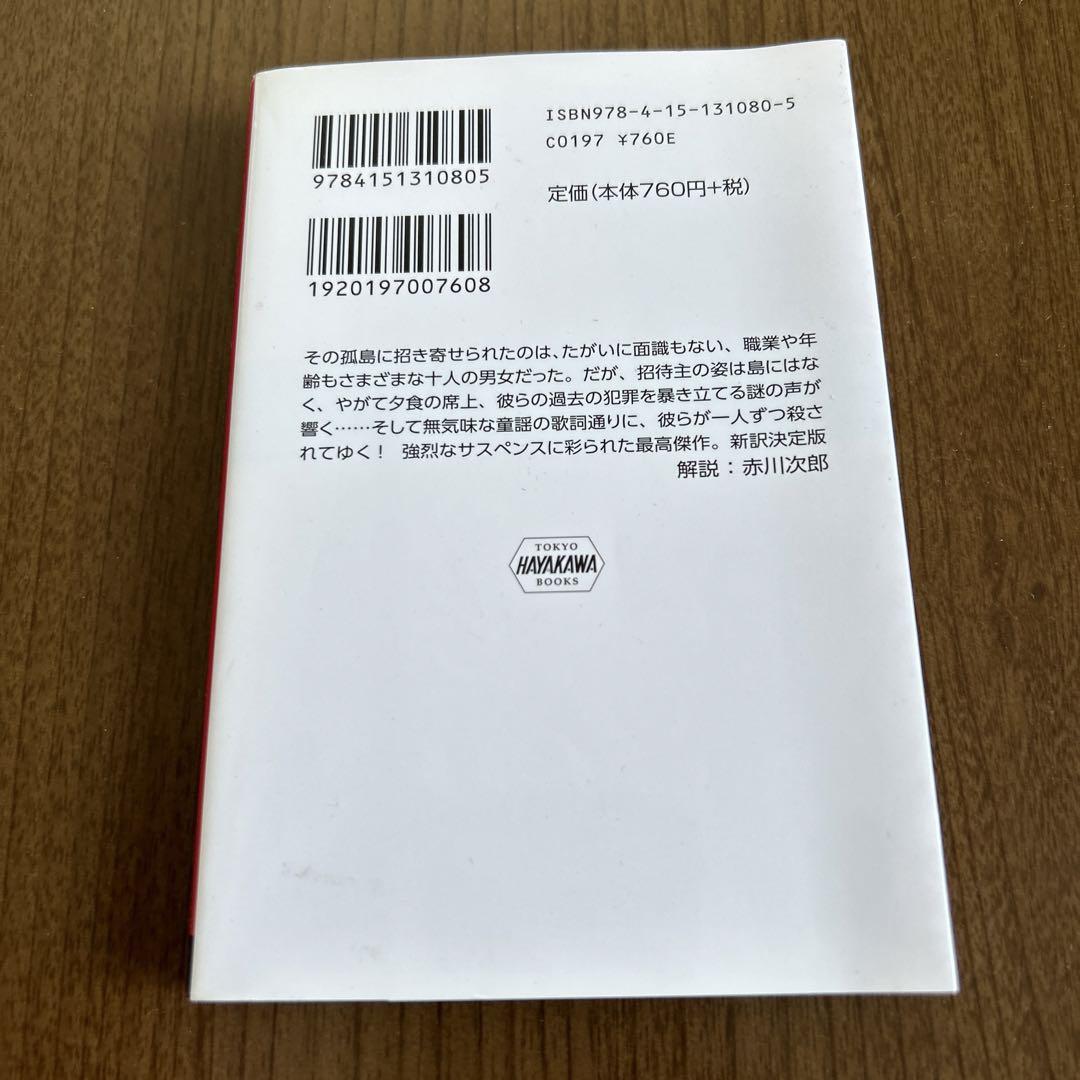 ISBN978-4-15-131080-5
C0197 ¥760E
9784151310805
定価(本体760円+税)
1920197007608
その孤島に招き寄せられたのは、たがいに面識もない、職業や年
齢もさまざまな十人の男女だった。だが、招待主の姿は島にはな
く、やがて夕食の席上、彼らの過去の犯罪を暴き立てる謎の声が
響く……そして無気味な童謡の歌詞通りに、彼らが一人ずつ殺さ
れてゆく! 強烈なサスペンスに彩られた最高傑作。新訳決定版
解説:赤川次郎
TOKYO
HAYAKAWA
BOOKS